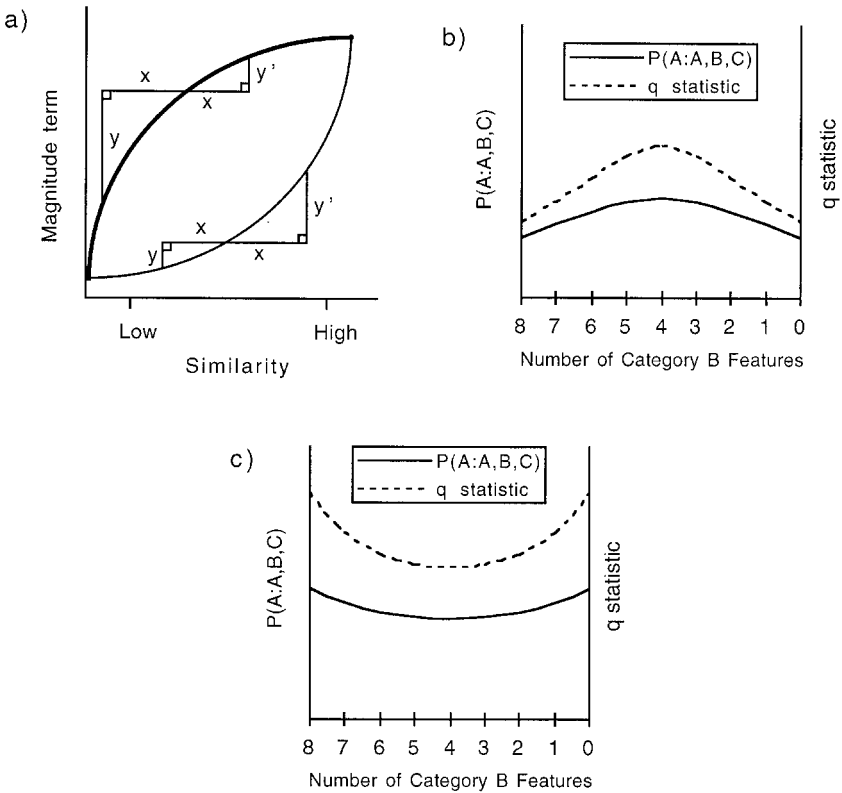 a)
Magnitude term
x
y'
x
y
x
y'
y
x
Low High
Similarity
b)
P(A:A,B,C)
q statistic
P(A:A,B,C)
q statistic
8 7 6 5 4 3 2 1 0
Number of Category B Features
c)
P(A:A,B,C)
q statistic
P(A:A,B,C)
q statistic
8 7 6 5 4 3 2 1 0
Number of Category B Features